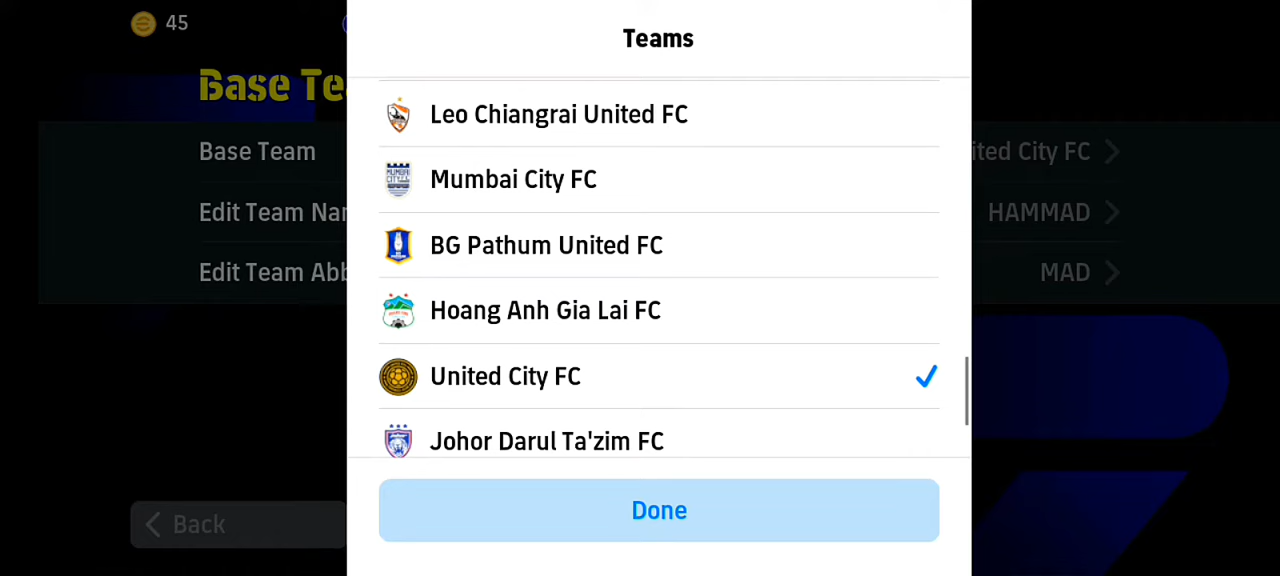 45
Teams
Base Te
Leo Chiangrai United FC
Base Team
ited City FC
Mumbai City FC
Edit Team Nar
HAMMAD
BG Pathum United FC
Edit Team Abb
MAD
Hoang Anh Gia Lai FC
United City FC
Johor Darul Ta'zim FC
Done
Back